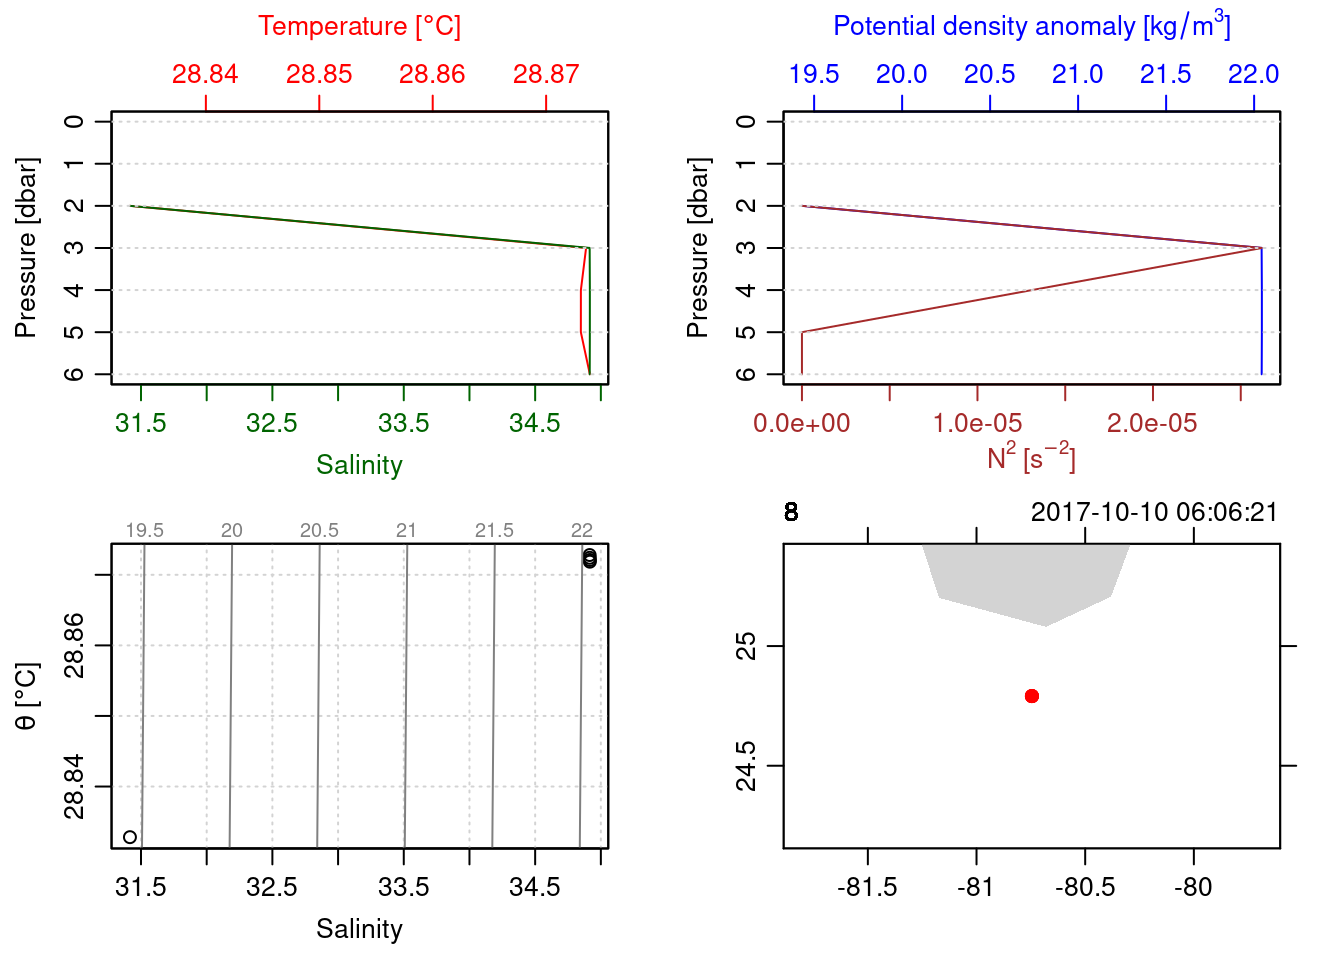 Temperature [°C]
28.84 28.85 28.86 28.87
0
1
2
3
4
5
6
Pressure [dbar]
31.5 32.5 33.5 34.5
Salinity
Potential density anomaly [kg/m³]
19.5 20.0 20.5 21.0 21.5 22.0
0
1
2
3
4
5
6
Pressure [dbar]
0.0e+00 1.0e-05 2.0e-05
N² [s⁻²]
19.5 20 20.5 21 21.5 22
28.86
28.84
θ [°C]
31.5 32.5 33.5 34.5
Salinity
8 2017-10-10 06:06:21
25
24.5
-81.5 -81 -80.5 -80